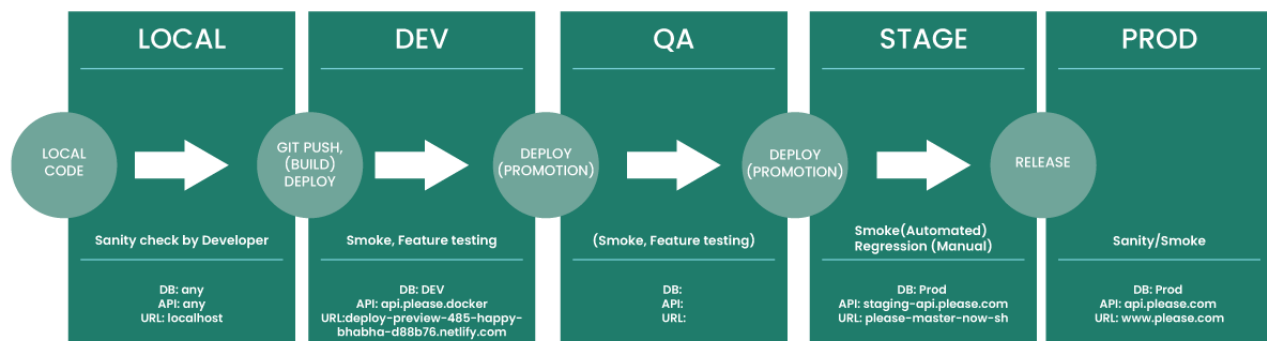 LOCAL
DEV
QA
STAGE
PROD
LOCAL
CODE
GIT PUSH,
(BUILD)
DEPLOY
DEPLOY
(PROMOTION)
DEPLOY
(PROMOTION)
RELEASE
Sanity check by Developer
Smoke, Feature testing
(Smoke, Feature testing)
Smoke(Automated)
Regression (Manual)
Sanity/Smoke
DB: any
API: any
URL: localhost
DB: DEV
API: api.please.docker
URL:deploy-preview-485-happy-
bhabha-d88b76.netlify.com
DB:
API:
URL:
DB: Prod
API: staging-api.please.com
URL: please-master-now-sh
DB: Prod
API: api.please.com
URL: www.please.com